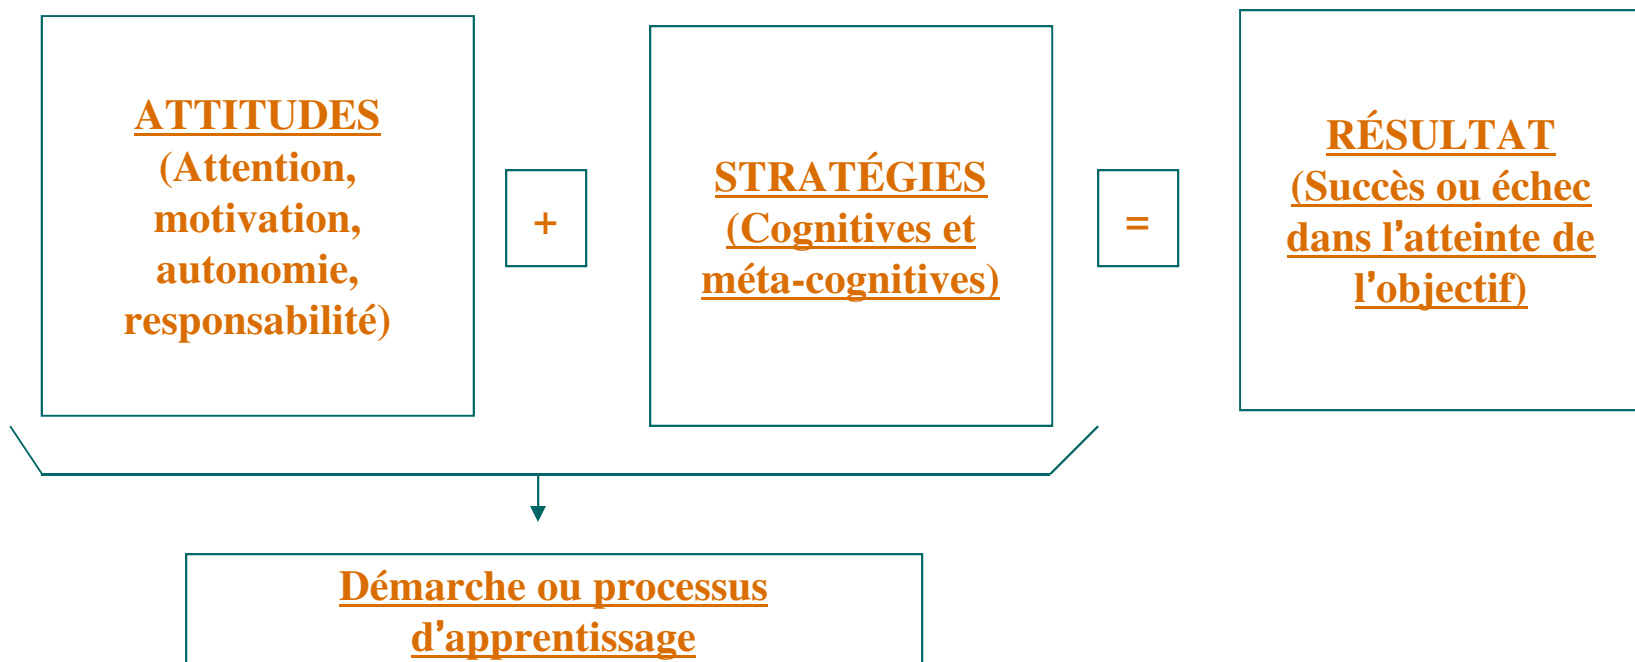 ATTITUDES
(Attention,
motivation,
autonomie,
responsabilité)
+
STRATÉGIES
(Cognitives et
méta-cognitives)
=
RÉSULTAT
(Succès ou échec
dans l’atteinte de
l’objectif)
Démarche ou processus
d’apprentissage